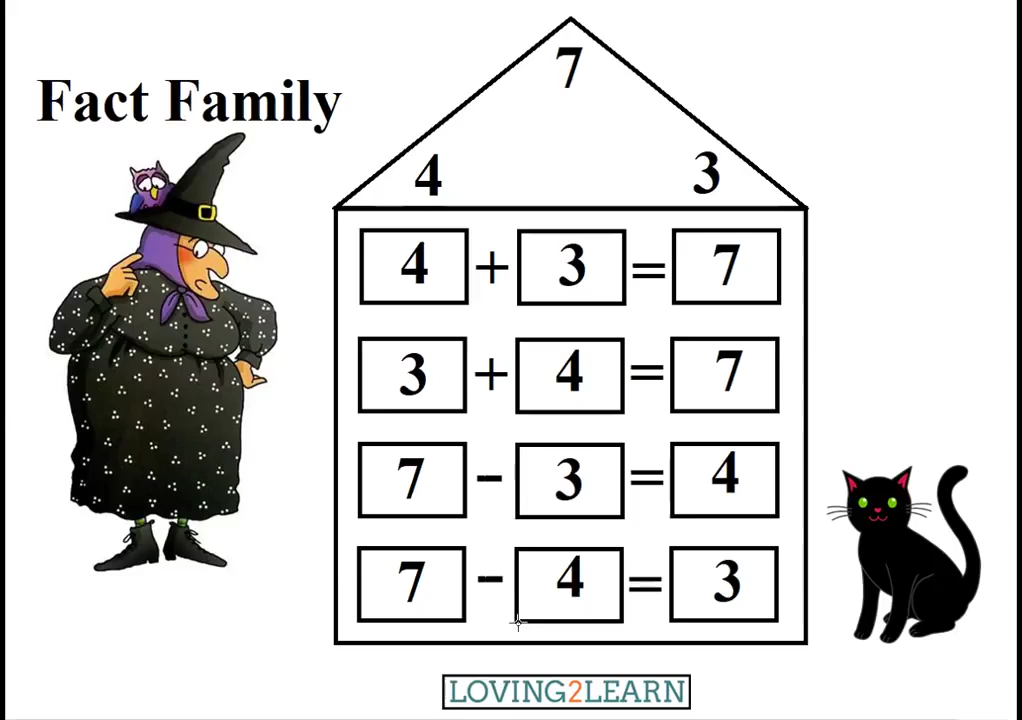 Fact Family
7
4 3
4 + 3 = 7
3 + 4 = 7
7 - 3 = 4
7 - 4 = 3
LOVING2LEARN